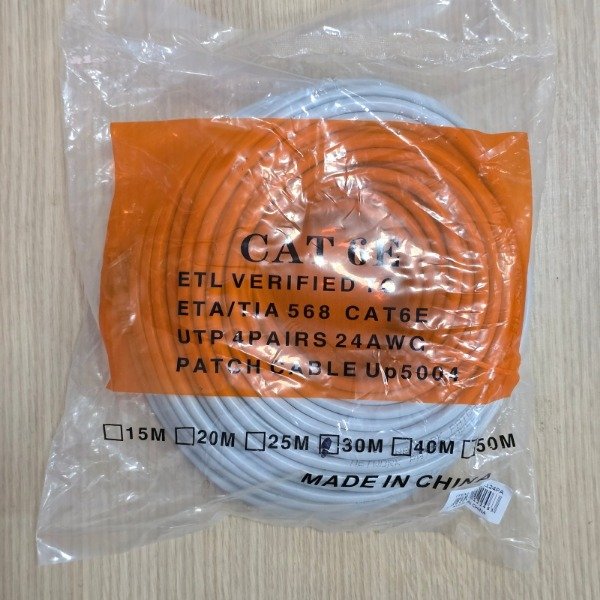 CAT 6E
ETL VERIFIED TO
ETA/TIA 568 CAT6E
UTP 4PAIRS 24AWG
PATCH CABLE Up5004
15M 20M 25M 30M 40M 50M
NETWORK
MADE IN CHINA